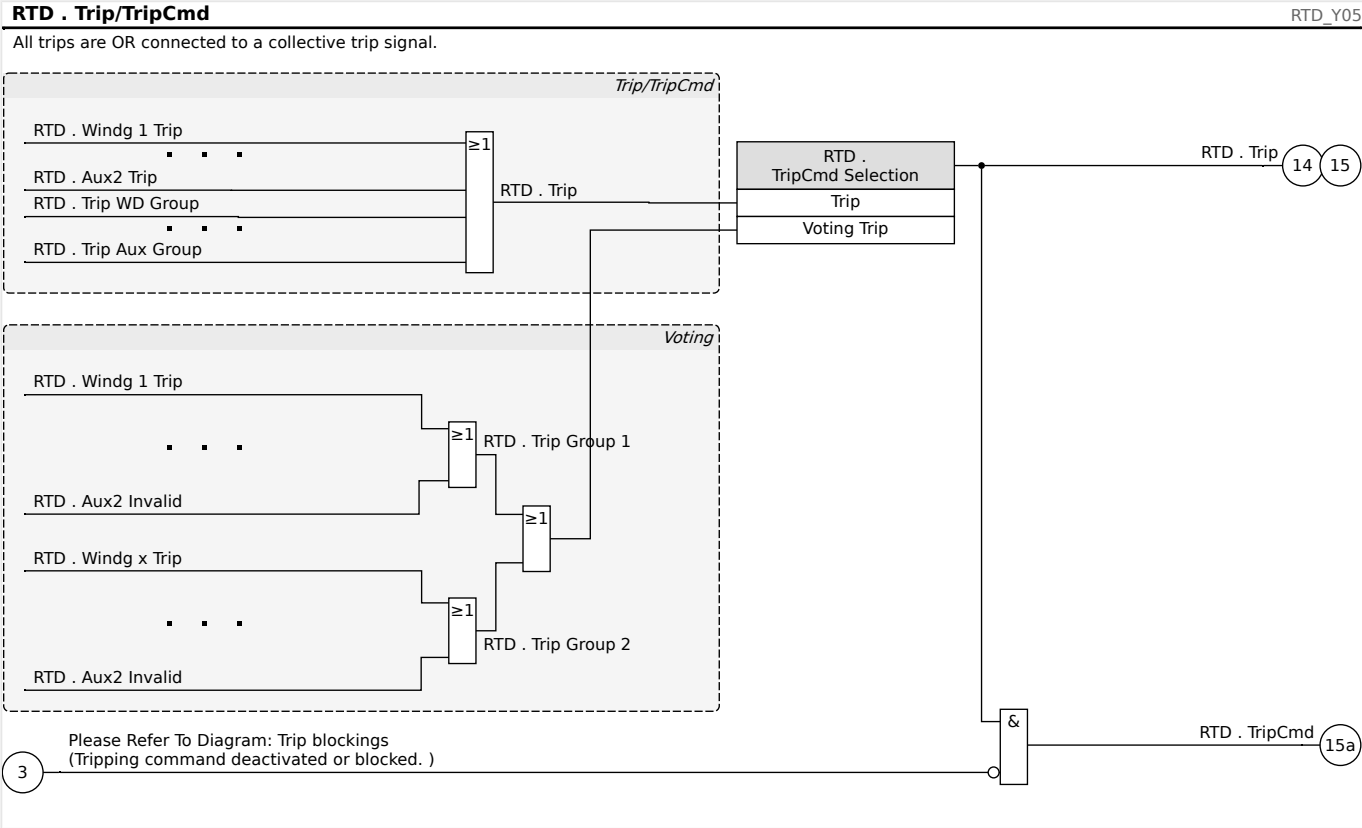 RTD . Trip/TripCmd
RTD_Y05
All trips are OR connected to a collective trip signal.
Trip/TripCmd
RTD . Windg 1 Trip
RTD . Aux2 Trip
RTD . Trip WD Group
RTD . Trip Aux Group
≥1
RTD . Trip
RTD .
TripCmd Selection
Trip
Voting Trip
RTD . Trip
14
15
Voting
RTD . Windg 1 Trip
≥1
RTD . Trip Group 1
RTD . Aux2 Invalid
≥1
RTD . Windg x Trip
≥1
RTD . Trip Group 2
RTD . Aux2 Invalid
&
RTD . TripCmd
15a
Please Refer To Diagram: Trip blockings
(Tripping command deactivated or blocked. )
3